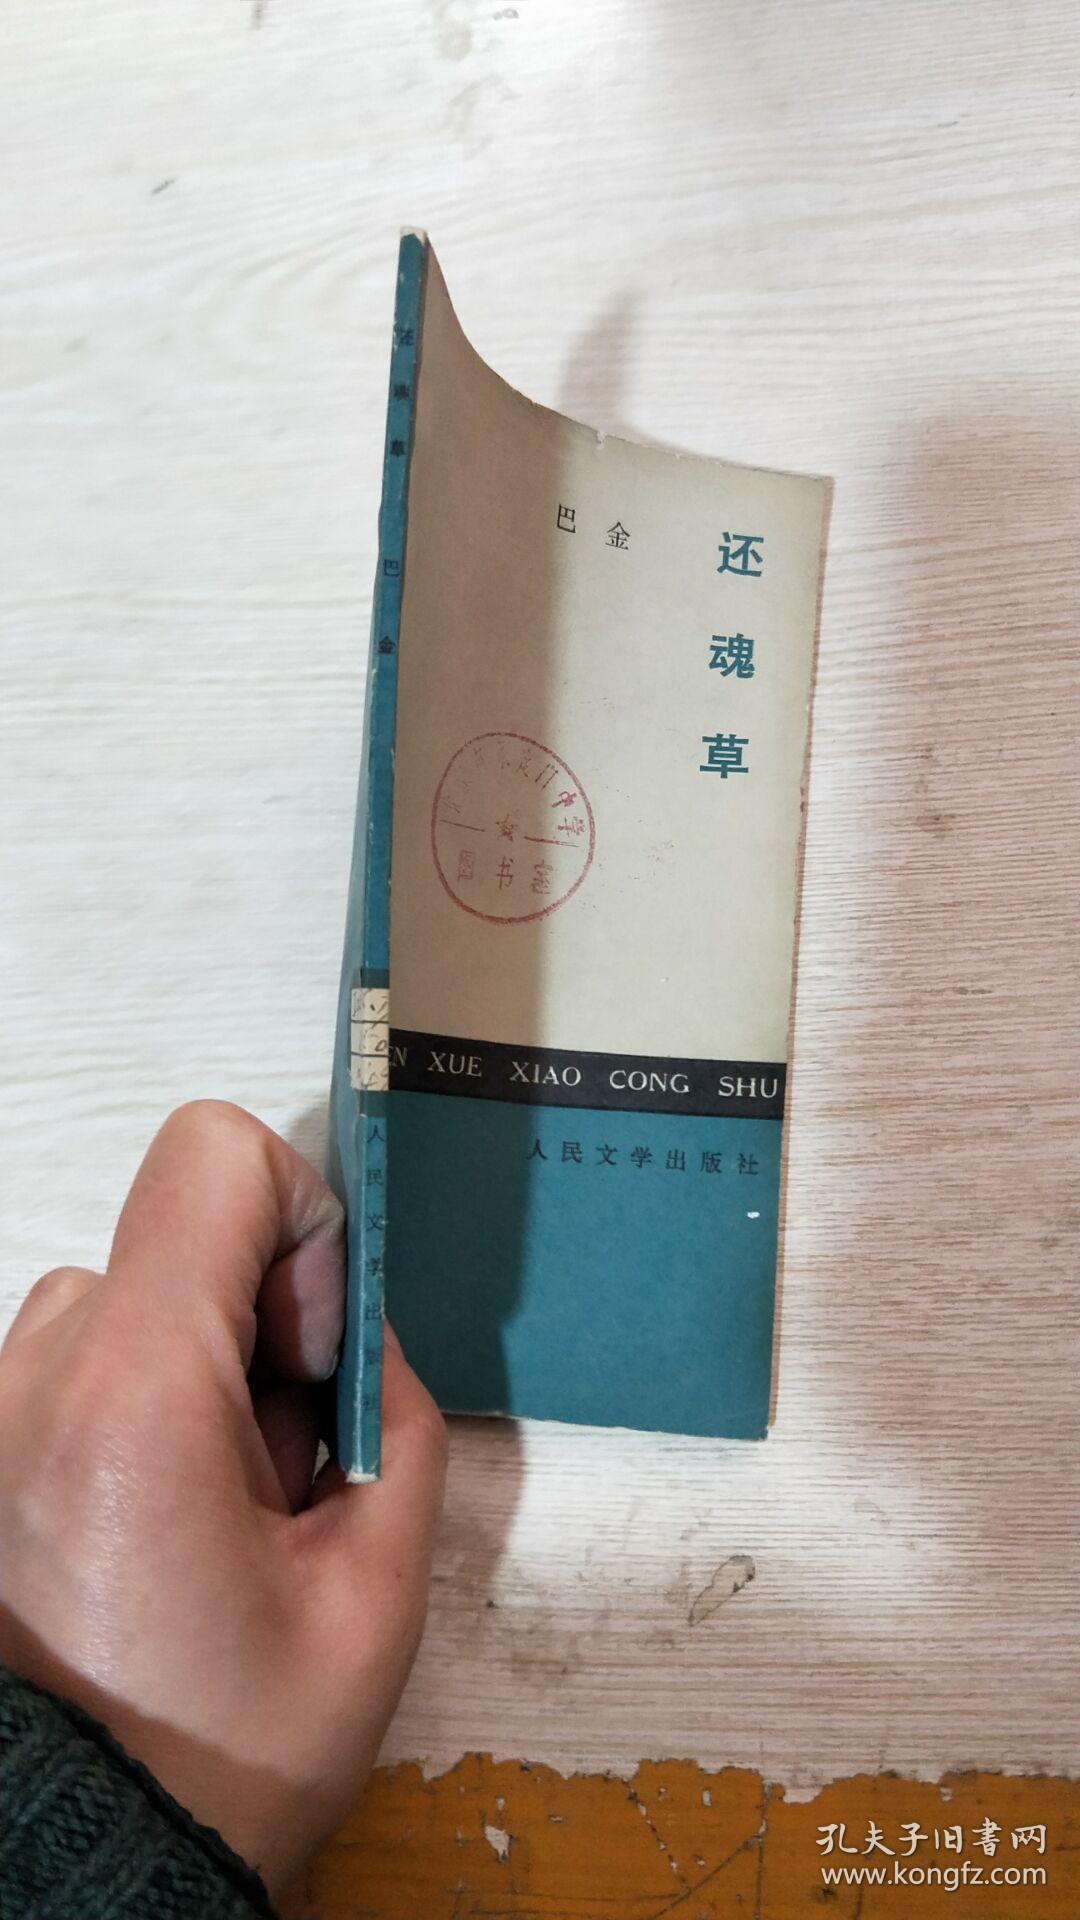 还魂草
巴金
图书室
EN XUE XIAO CONG SHU
人民文学出版社
还魂草 巴金
人民文学出版社
孔夫子旧書网
www.kongfz.com